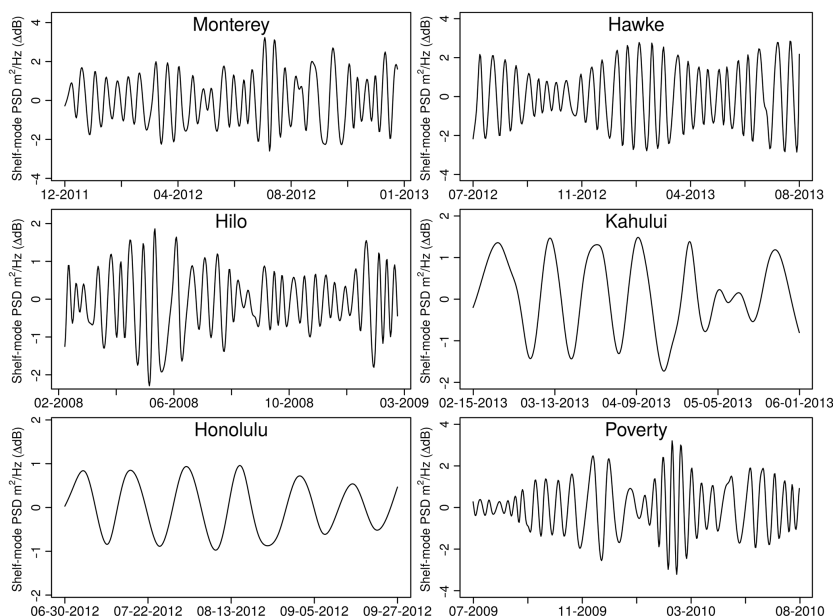 Monterey
Shelf-mode PSD m²/Hz (ΔdB)
4
2
0
−2
−4
12-2011 04-2012 08-2012 01-2013
Hawke
Shelf-mode PSD m²/Hz (ΔdB)
4
2
0
−2
−4
07-2012 11-2012 04-2013 08-2013
Hilo
Shelf-mode PSD m²/Hz (ΔdB)
2
1
0
−1
−2
02-2008 06-2008 10-2008 03-2009
Kahului
Shelf-mode PSD m²/Hz (ΔdB)
2
1
0
−1
−2
02-15-2013 03-13-2013 04-09-2013 05-05-2013 06-01-2013
Honolulu
Shelf-mode PSD m²/Hz (ΔdB)
2
1
0
−1
−2
06-30-2012 07-22-2012 08-13-2012 09-05-2012 09-27-2012
Poverty
Shelf-mode PSD m²/Hz (ΔdB)
4
2
0
−2
−4
07-2009 11-2009 03-2010 08-2010